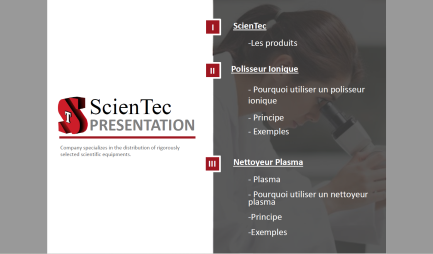 ScienTec
PRESENTATION
Company specializes in the distribution of rigorously
selected scientific equipments.
I
ScienTec
-Les produits
II
Polisseur Ionique
- Pourquoi utiliser un polisseur
ionique
- Principe
- Exemples
III
Nettoyeur Plasma
- Plasma
- Pourquoi utiliser un nettoyeur
plasma
-Principe
-Exemples